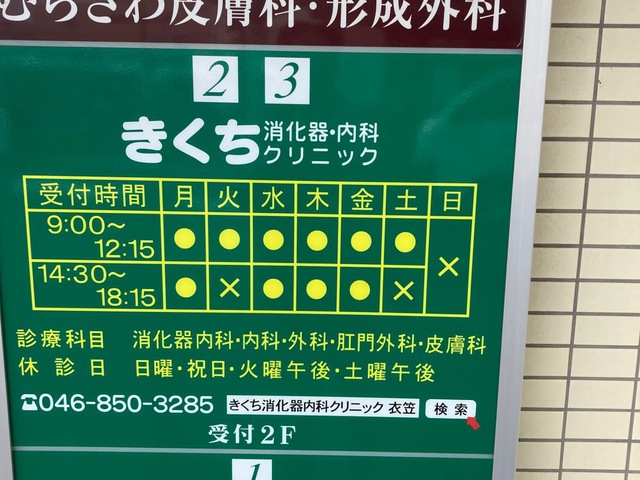 むらさわ皮膚科・形成外科
2 3
きくち 消化器・内科
クリニック
受付時間 月 火 水 木 金 土 日
9:00〜
12:15 ● ● ● ● ● ● ×
14:30〜
18:15 ● × ● ● ● ×
診療科目 消化器内科・内科・外科・肛門外科・皮膚科
休診日 日曜・祝日・火曜午後・土曜午後
☎046-850-3285 きくち消化器内科クリニック 衣笠 検索
受付2F
1